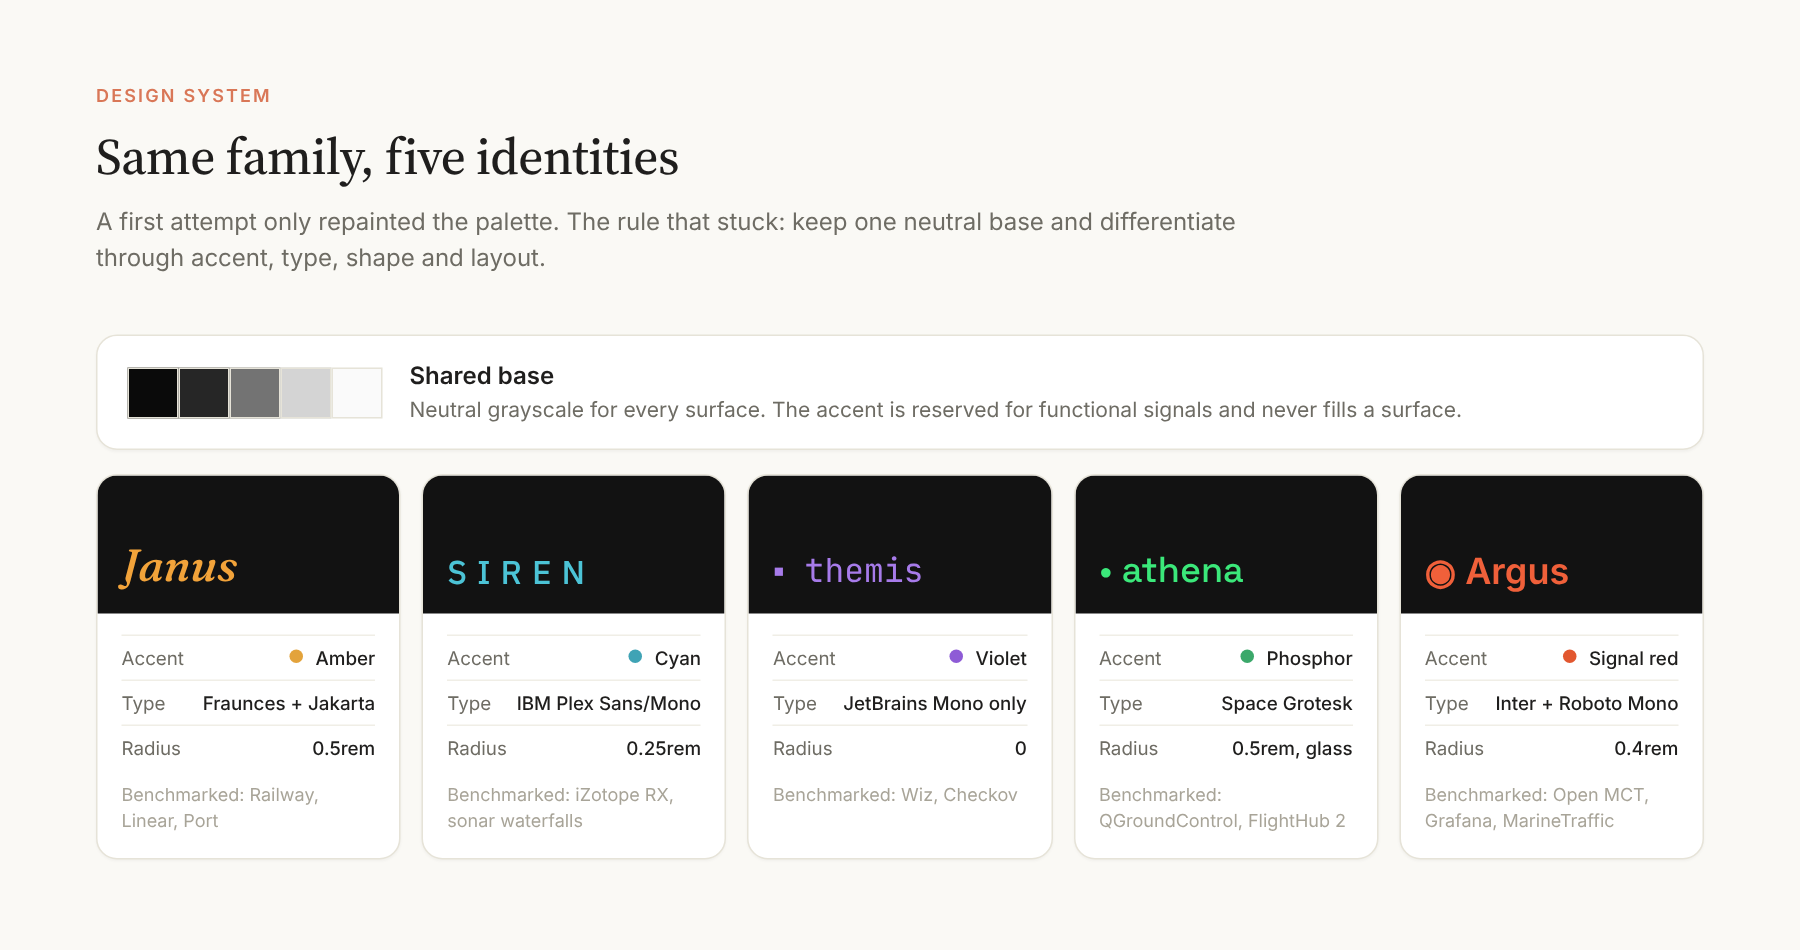 DESIGN SYSTEM
Same family, five identities
A first attempt only repainted the palette. The rule that stuck: keep one neutral base and differentiate
through accent, type, shape and layout.
Shared base
Neutral grayscale for every surface. The accent is reserved for functional signals and never fills a surface.
Janus
Accent Amber
Type Fraunces + Jakarta
Radius 0.5rem
Benchmarked: Railway,
Linear, Port
SIREN
Accent Cyan
Type IBM Plex Sans/Mono
Radius 0.25rem
Benchmarked: iZotope RX,
sonar waterfalls
themis
Accent Violet
Type JetBrains Mono only
Radius 0
Benchmarked: Wiz, Checkov
athena
Accent Phosphor
Type Space Grotesk
Radius 0.5rem, glass
Benchmarked:
QGroundControl, FlightHub 2
Argus
Accent Signal red
Type Inter + Roboto Mono
Radius 0.4rem
Benchmarked: Open MCT,
Grafana, MarineTraffic